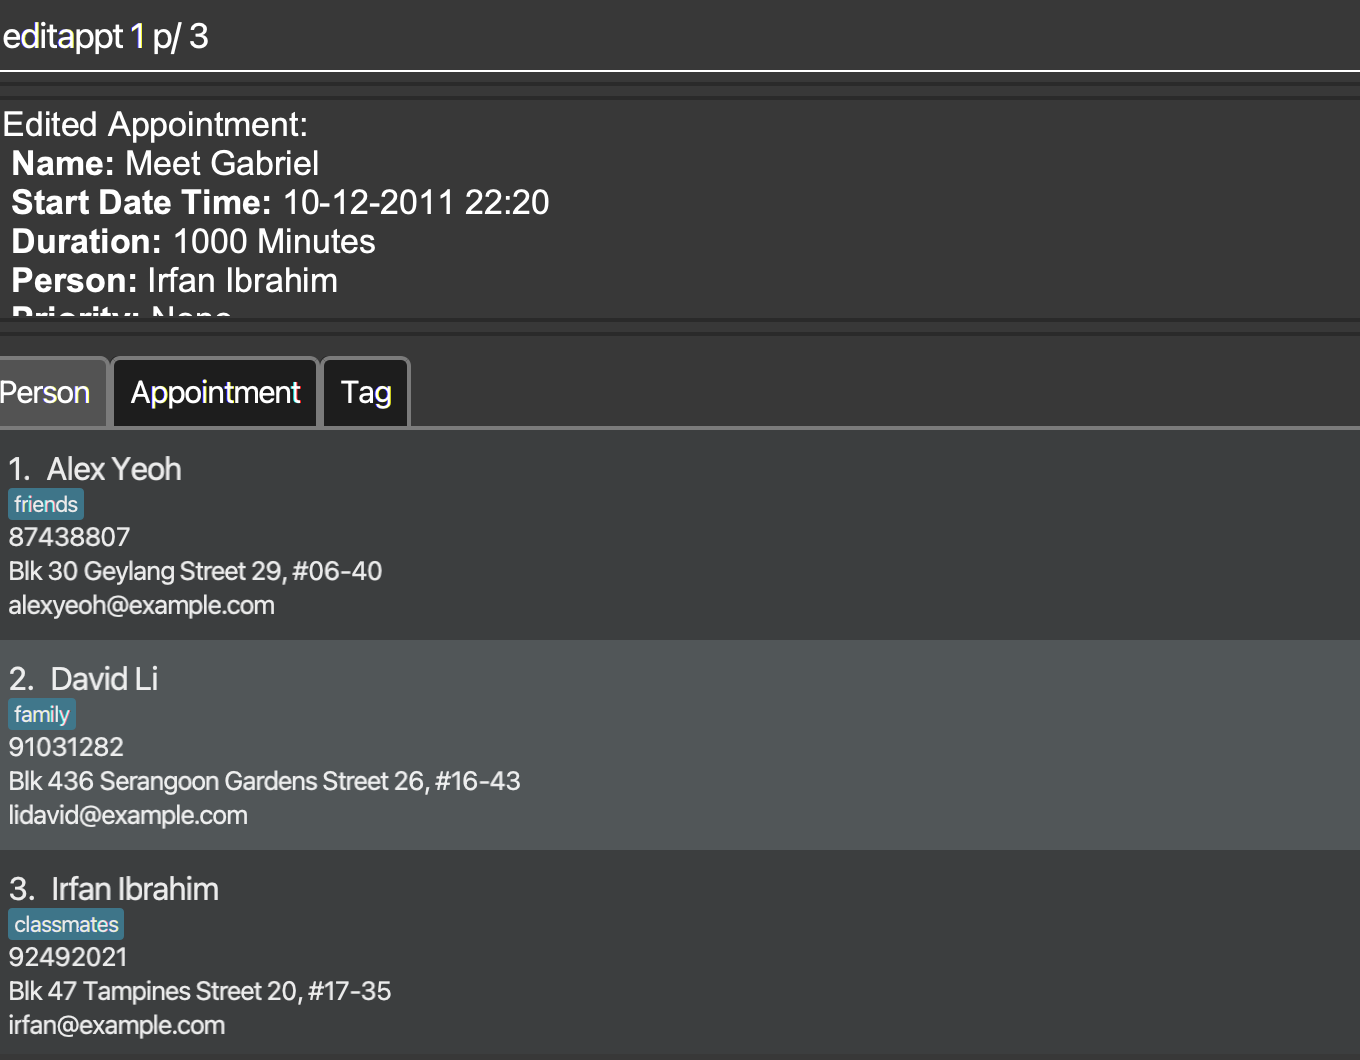 editappt 1 p/ 3
Edited Appointment:
Name: Meet Gabriel
Start Date Time: 10-12-2011 22:20
Duration: 1000 Minutes
Person: Irfan Ibrahim
Priority: None
Person Appointment Tag
1. Alex Yeoh
friends
87438807
Blk 30 Geylang Street 29, #06-40
alexyeoh@example.com
2. David Li
family
91031282
Blk 436 Serangoon Gardens Street 26, #16-43
lidavid@example.com
3. Irfan Ibrahim
classmates
92492021
Blk 47 Tampines Street 20, #17-35
irfan@example.com